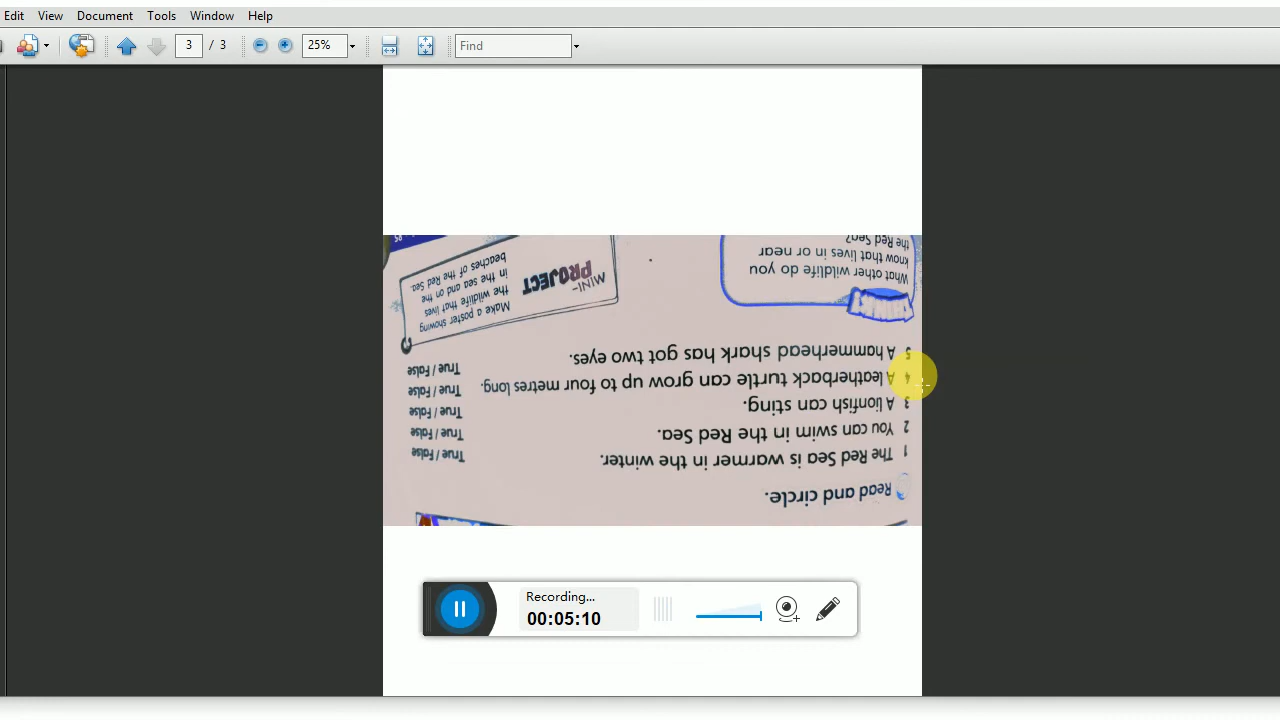 Edit View Document Tools Window Help
3 / 3 25% Find
Read and circle.
1 The Red Sea is warmer in the winter. True / False
2 You can swim in the Red Sea. True / False
3 A lionfish can sting. True / False
4 A leatherback turtle can grow up to four metres long. True / False
5 A hammerhead shark has got two eyes. True / False
What other wildlife do you
know that lives in or near
the Red Sea?
MINI-
PROJECT
Make a poster showing
the wildlife that lives
in the sea and on the
beaches of the Red Sea.
Recording...
00:05:10